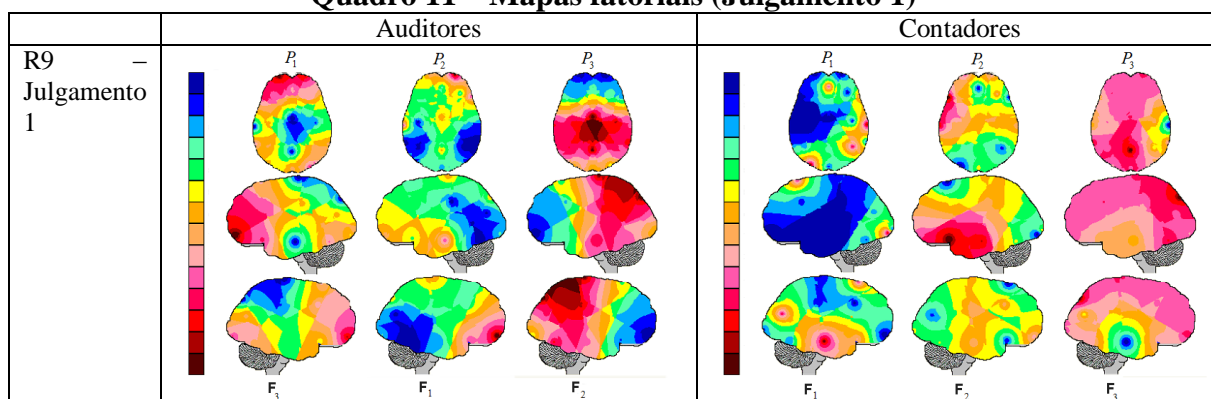 Quadro 11 – Mapas fatoriais (Julgamento 1)
Auditores Contadores
R9 –
Julgamento
1
P1 P2 P3 P1 P2 P3
F3 F1 F2 F1 F2 F3